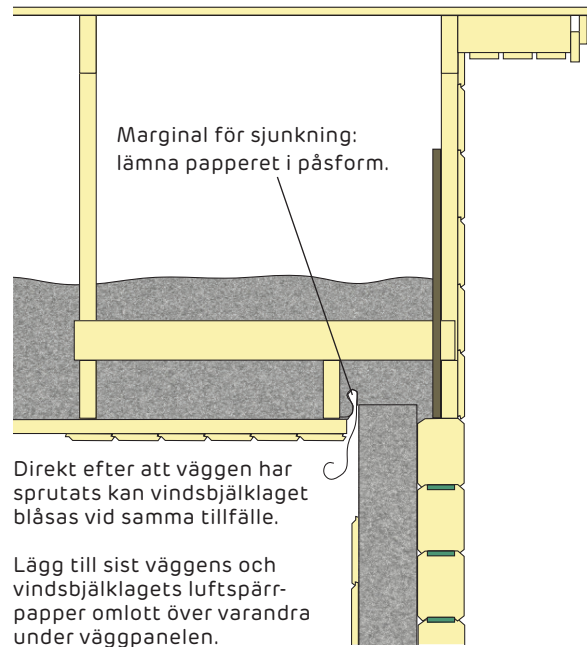 Marginal för sjunkning:
lämna papperet i påsform.
Direkt efter att väggen har
sprutats kan vindsbjälklaget
blåsas vid samma tillfälle.
Lägg till sist väggens och
vindsbjälklagets luftspärr-
papper omlott över varandra
under väggpanelen.